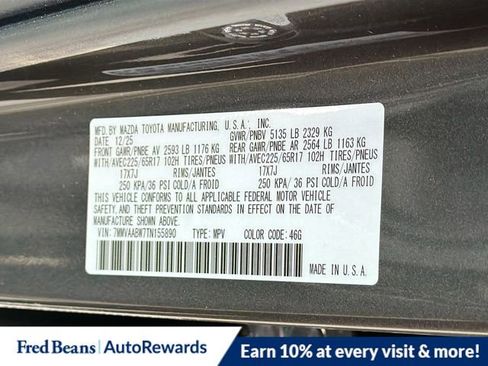 MFD.BY MAZDA TOYOTA MANUFACTURING, U.S.A.,INC.
DATE 12/25 GVWR/PNBV 5135 LB 2329 KG
FRONT GAWR/PNBE AV 2593 LB 1176 KG REAR GAWR/PNBE AR 2564 LB 1163 KG
WITH/AVEC225/65R17 102H TIRES/PNEUS WITH/AVEC225/65R17 102H TIRES/PNEUS
17X7J RIMS/JANTES 17X7J RIMS/JANTES
250 KPA/36 PSI COLD/A FROID 250 KPA/36 PSI COLD/A FROID
THIS VEHICLE CONFORMS TO ALL APPLICABLE FEDERAL MOTOR VEHICLE
SAFETY, AND THEFT PREVENTION STANDARDS IN EFFECT ON THE DATE OF
MANUFACTURE SHOWN ABOVE.
VIN: 7MMVAABW7TN155890 TYPE: MPV COLOR CODE: 46G
MADE IN U.S.A.
Fred Beans | AutoRewards
Earn 10% at every visit & more!